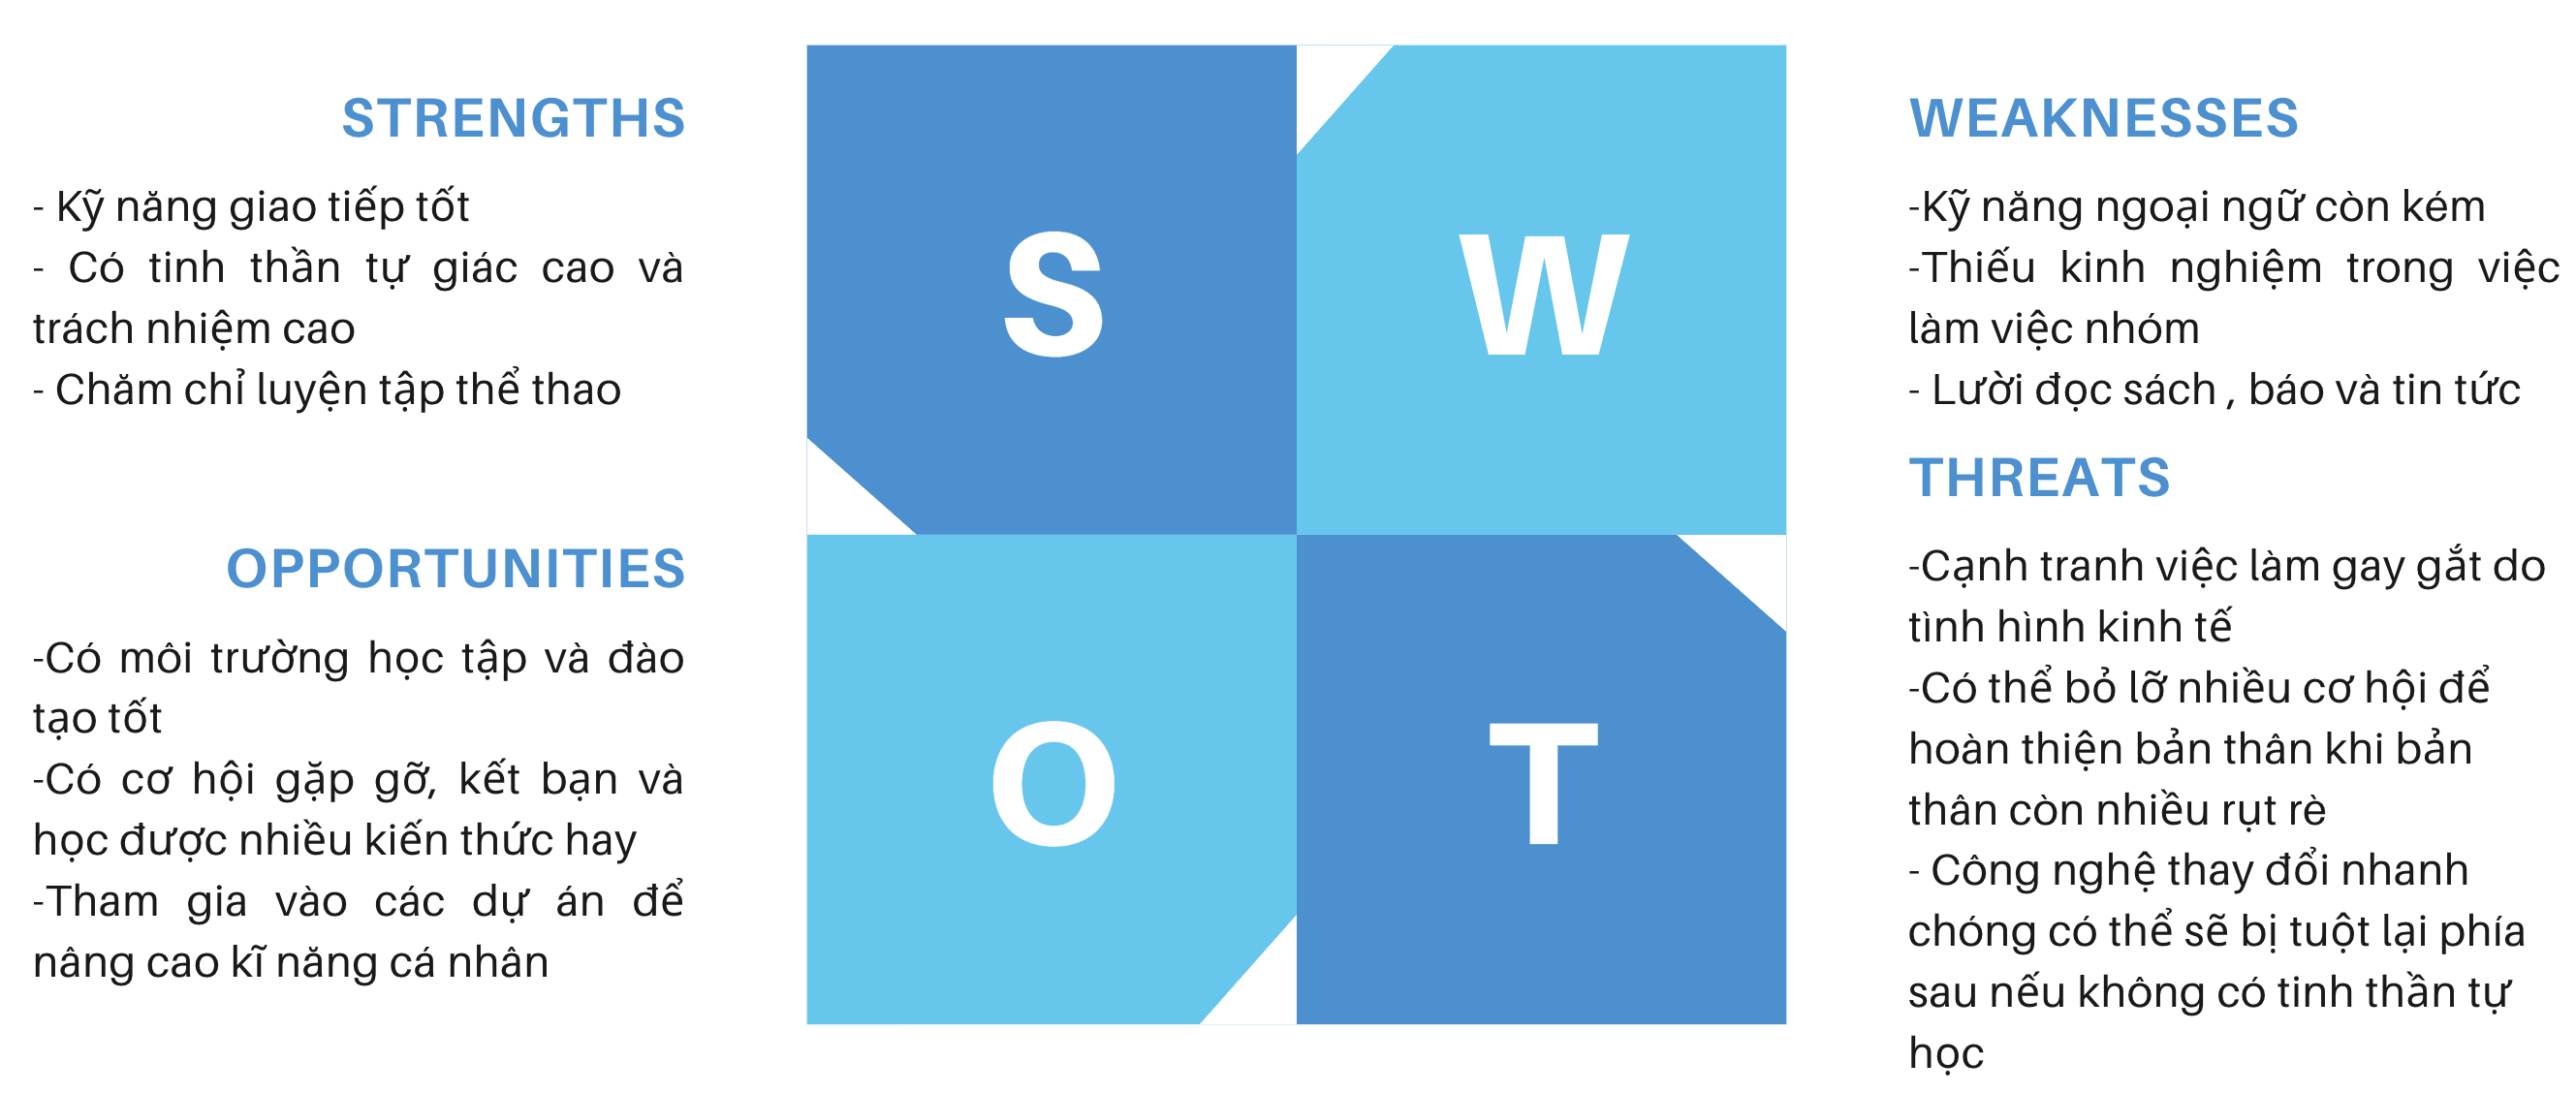 STRENGTHS
- Kỹ năng giao tiếp tốt
- Có tinh thần tự giác cao và
trách nhiệm cao
- Chăm chỉ luyện tập thể thao
OPPORTUNITIES
-Có môi trường học tập và đào
tạo tốt
-Có cơ hội gặp gỡ, kết bạn và
học được nhiều kiến thức hay
-Tham gia vào các dự án để
nâng cao kĩ năng cá nhân
S
W
O
T
WEAKNESSES
-Kỹ năng ngoại ngữ còn kém
-Thiếu kinh nghiệm trong việc
làm việc nhóm
- Lười đọc sách , báo và tin tức
THREATS
-Cạnh tranh việc làm gay gắt do
tình hình kinh tế
-Có thể bỏ lỡ nhiều cơ hội để
hoàn thiện bản thân khi bản
thân còn nhiều rụt rè
- Công nghệ thay đổi nhanh
chóng có thể sẽ bị tuột lại phía
sau nếu không có tinh thần tự
học